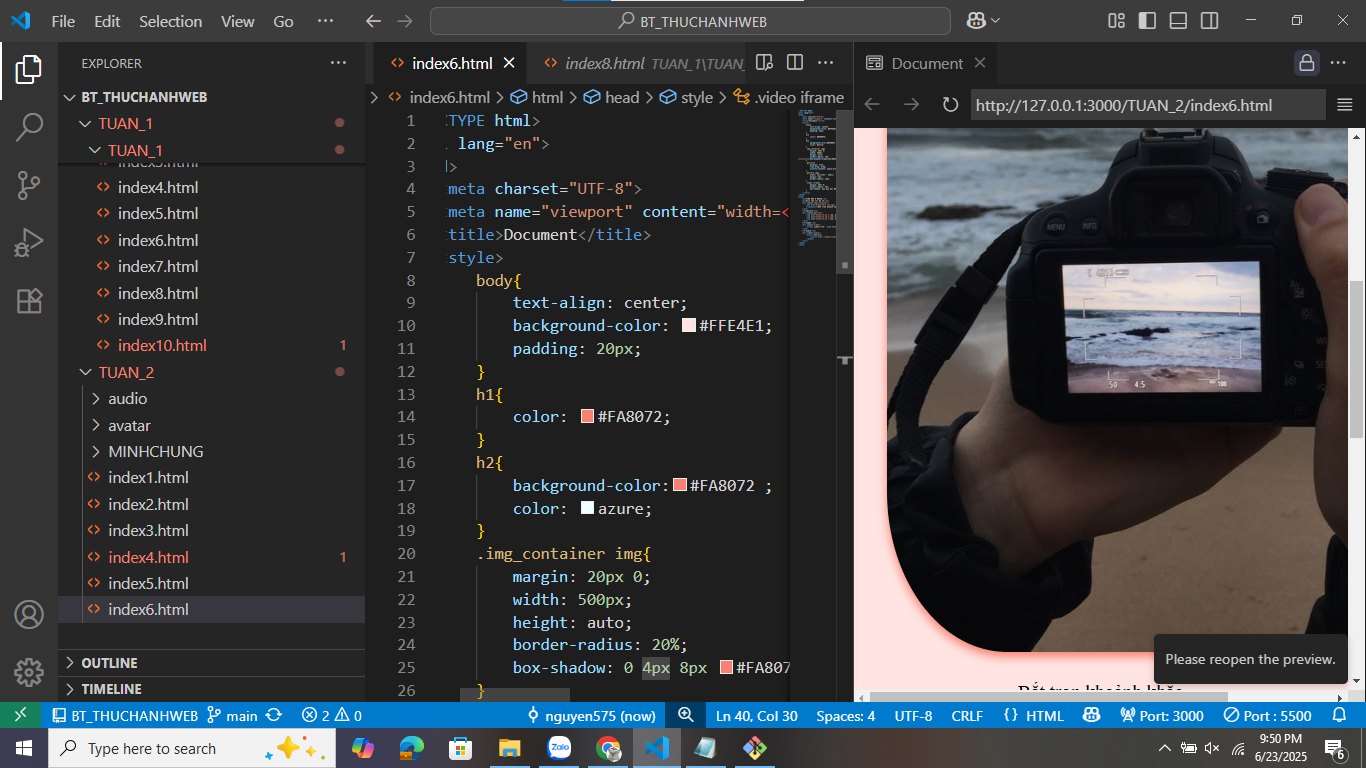 File Edit Selection View Go ··· BT_THUCHANHWEB
EXPLORER ···
BT_THUCHANHWEB
TUAN_1
TUAN_1
index3.html
index4.html
index5.html
index6.html
index7.html
index8.html
index9.html
index10.html 1
TUAN_2
audio
avatar
MINHCHUNG
index1.html
index2.html
index3.html
index4.html 1
index5.html
index6.html
OUTLINE
TIMELINE
index6.html index8.html TUAN_1\TUAN_ ···
index6.html > html > head > style > .video iframe
1 TYPE html>
2 lang="en">
3 >
4 meta charset="UTF-8">
5 meta name="viewport" content="width=<
6 title>Document</title>
7 style>
8 body{
9 text-align: center;
10 background-color: #FFE4E1;
11 padding: 20px;
12 }
13 h1{
14 color: #FA8072;
15 }
16 h2{
17 background-color:#FA8072 ;
18 color: azure;
19 }
20 .img_container img{
21 margin: 20px 0;
22 width: 500px;
23 height: auto;
24 border-radius: 20%;
25 box-shadow: 0 4px 8px #FA807
26 }
Document ···
http://127.0.0.1:3000/TUAN_2/index6.html
MENU INFO
50 4.5 100
Please reopen the preview.
BT_THUCHANHWEB main 2 0 nguyen575 (now) Ln 40, Col 30 Spaces: 4 UTF-8 CRLF {} HTML Port: 3000 Port : 5500
Type here to search
Zalo
9:50 PM
6/23/2025
6